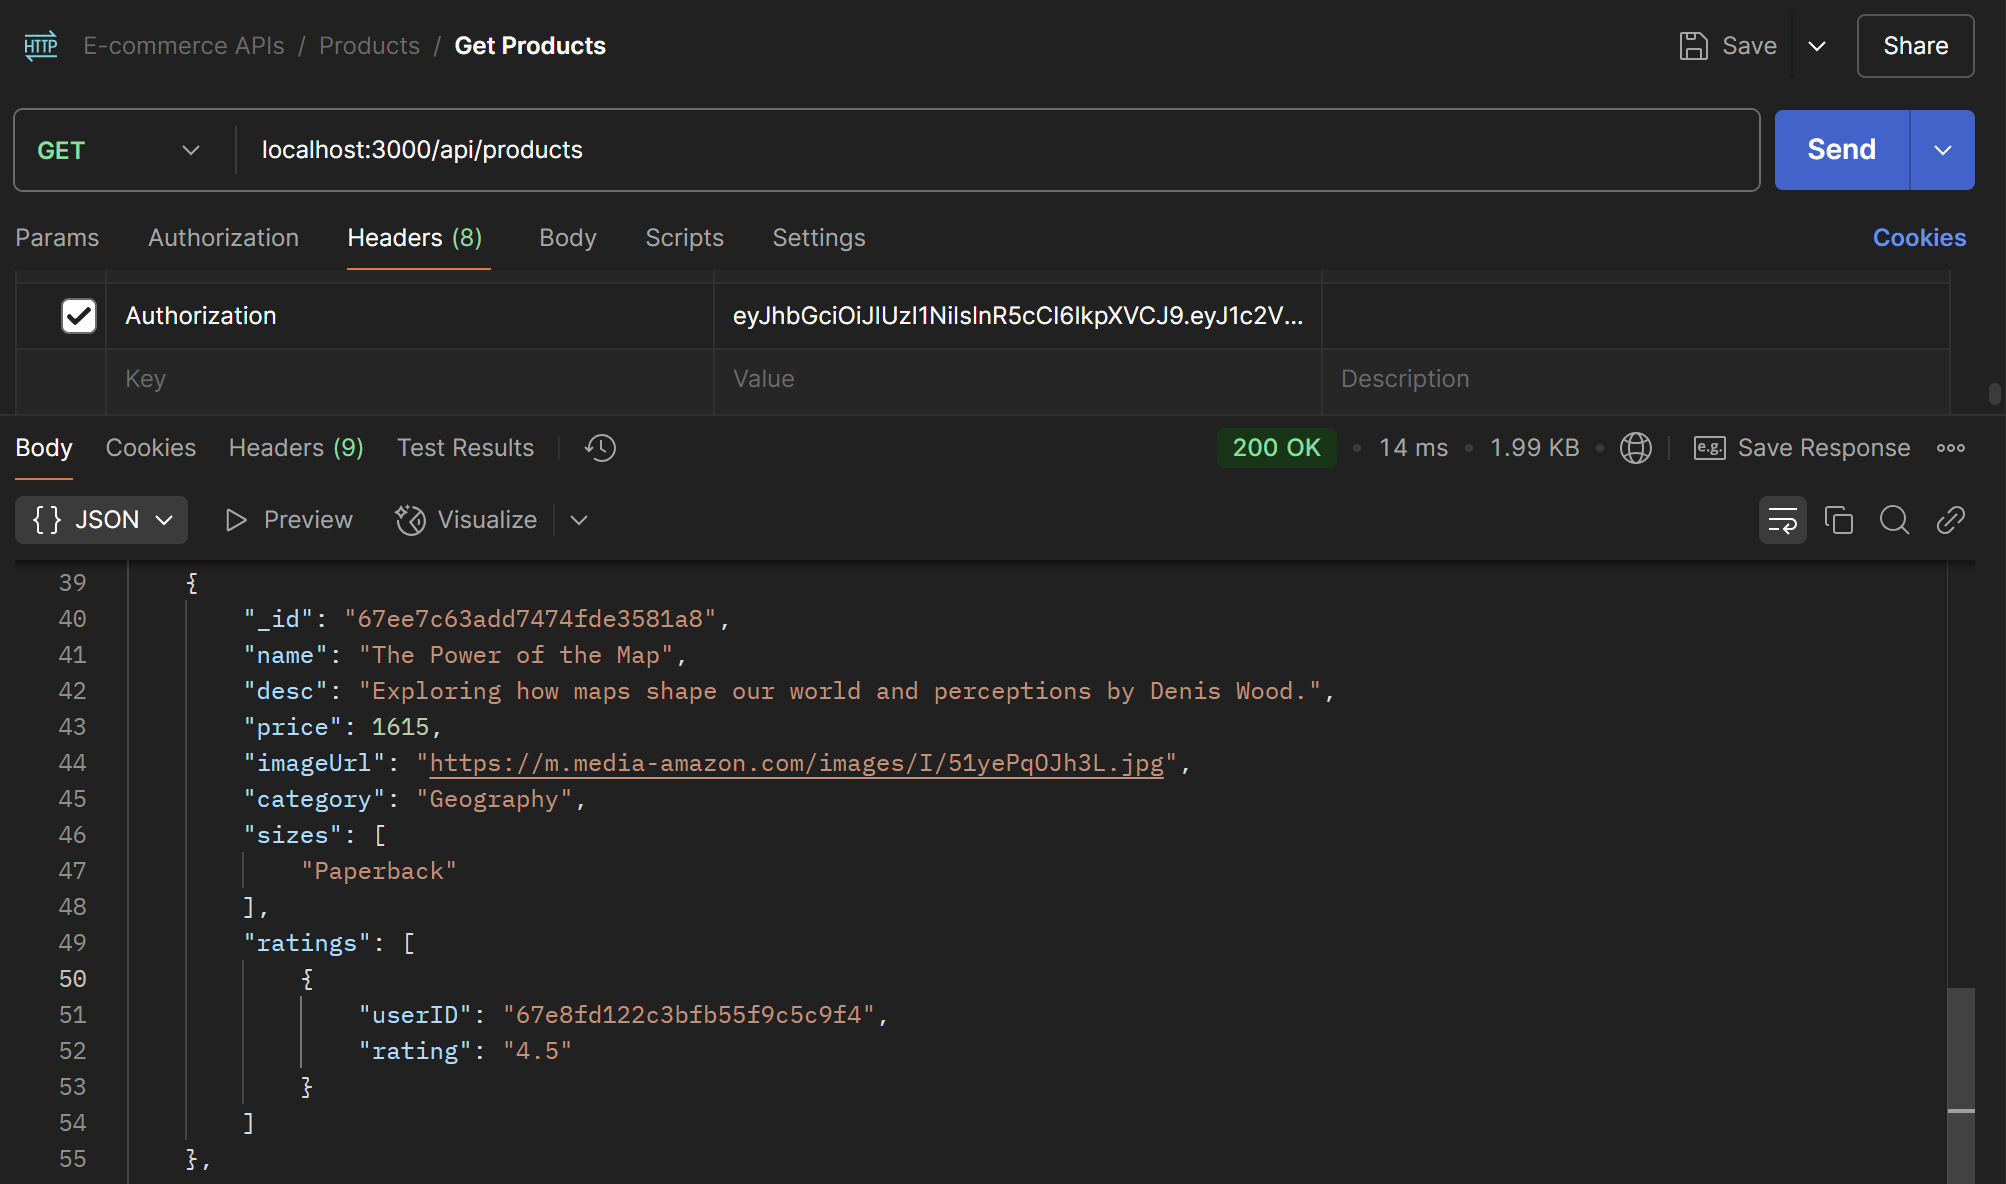 HTTP E-commerce APIs / Products / Get Products Save Share
GET localhost:3000/api/products Send
Params Authorization Headers (8) Body Scripts Settings Cookies
Authorization eyJhbGciOiJIUzI1NiIsInR5cCI6IkpXVCJ9.eyJ1c2V...
Key Value Description
Body Cookies Headers (9) Test Results 200 OK • 14 ms • 1.99 KB • e.g. Save Response
{} JSON Preview Visualize
39 {
40 "_id": "67ee7c63add7474fde3581a8",
41 "name": "The Power of the Map",
42 "desc": "Exploring how maps shape our world and perceptions by Denis Wood.",
43 "price": 1615,
44 "imageUrl": "https://m.media-amazon.com/images/I/51yePqOJh3L.jpg",
45 "category": "Geography",
46 "sizes": [
47 "Paperback"
48 ],
49 "ratings": [
50 {
51 "userID": "67e8fd122c3bfb55f9c5c9f4",
52 "rating": "4.5"
53 }
54 ]
55 },